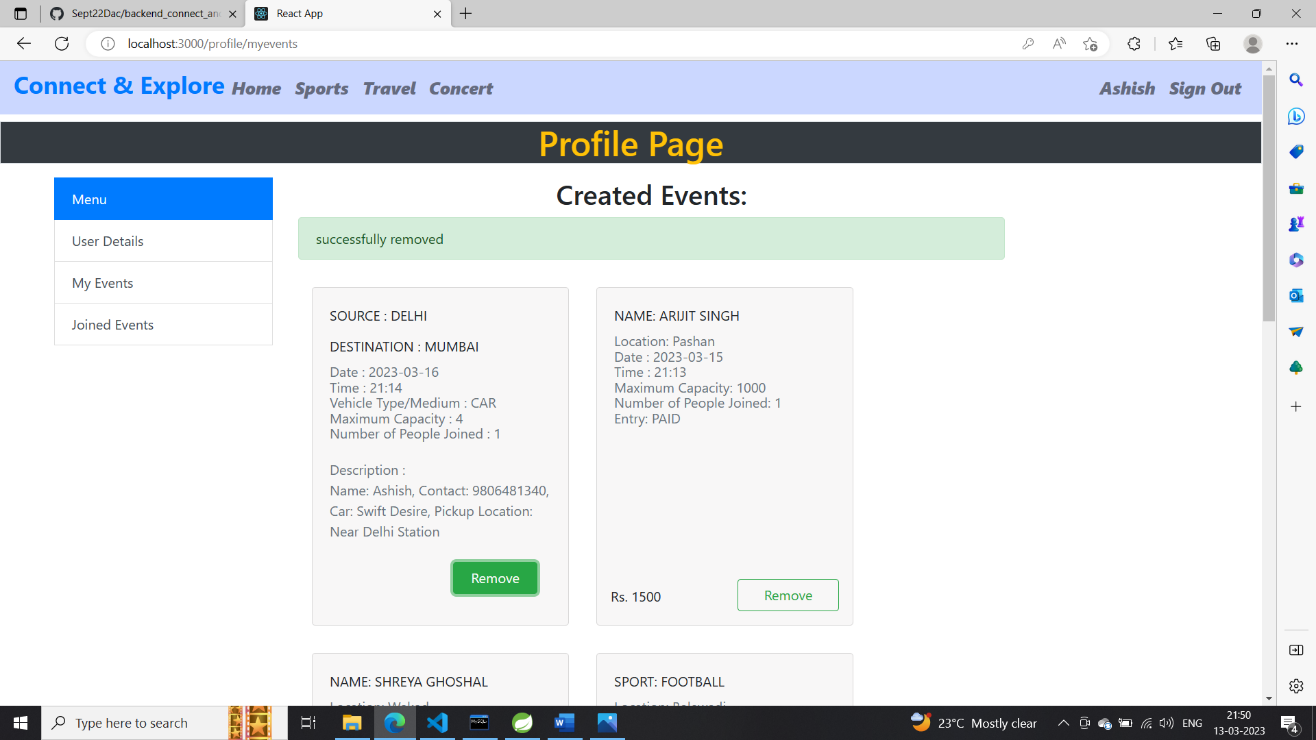 Sept22Dac/backend_connect_an
React App
localhost:3000/profile/myevents
Connect & Explore Home Sports Travel Concert Ashish Sign Out
Profile Page
Menu
User Details
My Events
Joined Events
Created Events:
successfully removed
SOURCE : DELHI
DESTINATION : MUMBAI
Date : 2023-03-16
Time : 21:14
Vehicle Type/Medium : CAR
Maximum Capacity : 4
Number of People Joined : 1
Description :
Name: Ashish, Contact: 9806481340,
Car: Swift Desire, Pickup Location:
Near Delhi Station
Remove
NAME: ARIJIT SINGH
Location: Pashan
Date : 2023-03-15
Time : 21:13
Maximum Capacity: 1000
Number of People Joined: 1
Entry: PAID
Rs. 1500
Remove
NAME: SHREYA GHOSHAL
SPORT: FOOTBALL
Type here to search
23°C Mostly clear
ENG
21:50
13-03-2023
4